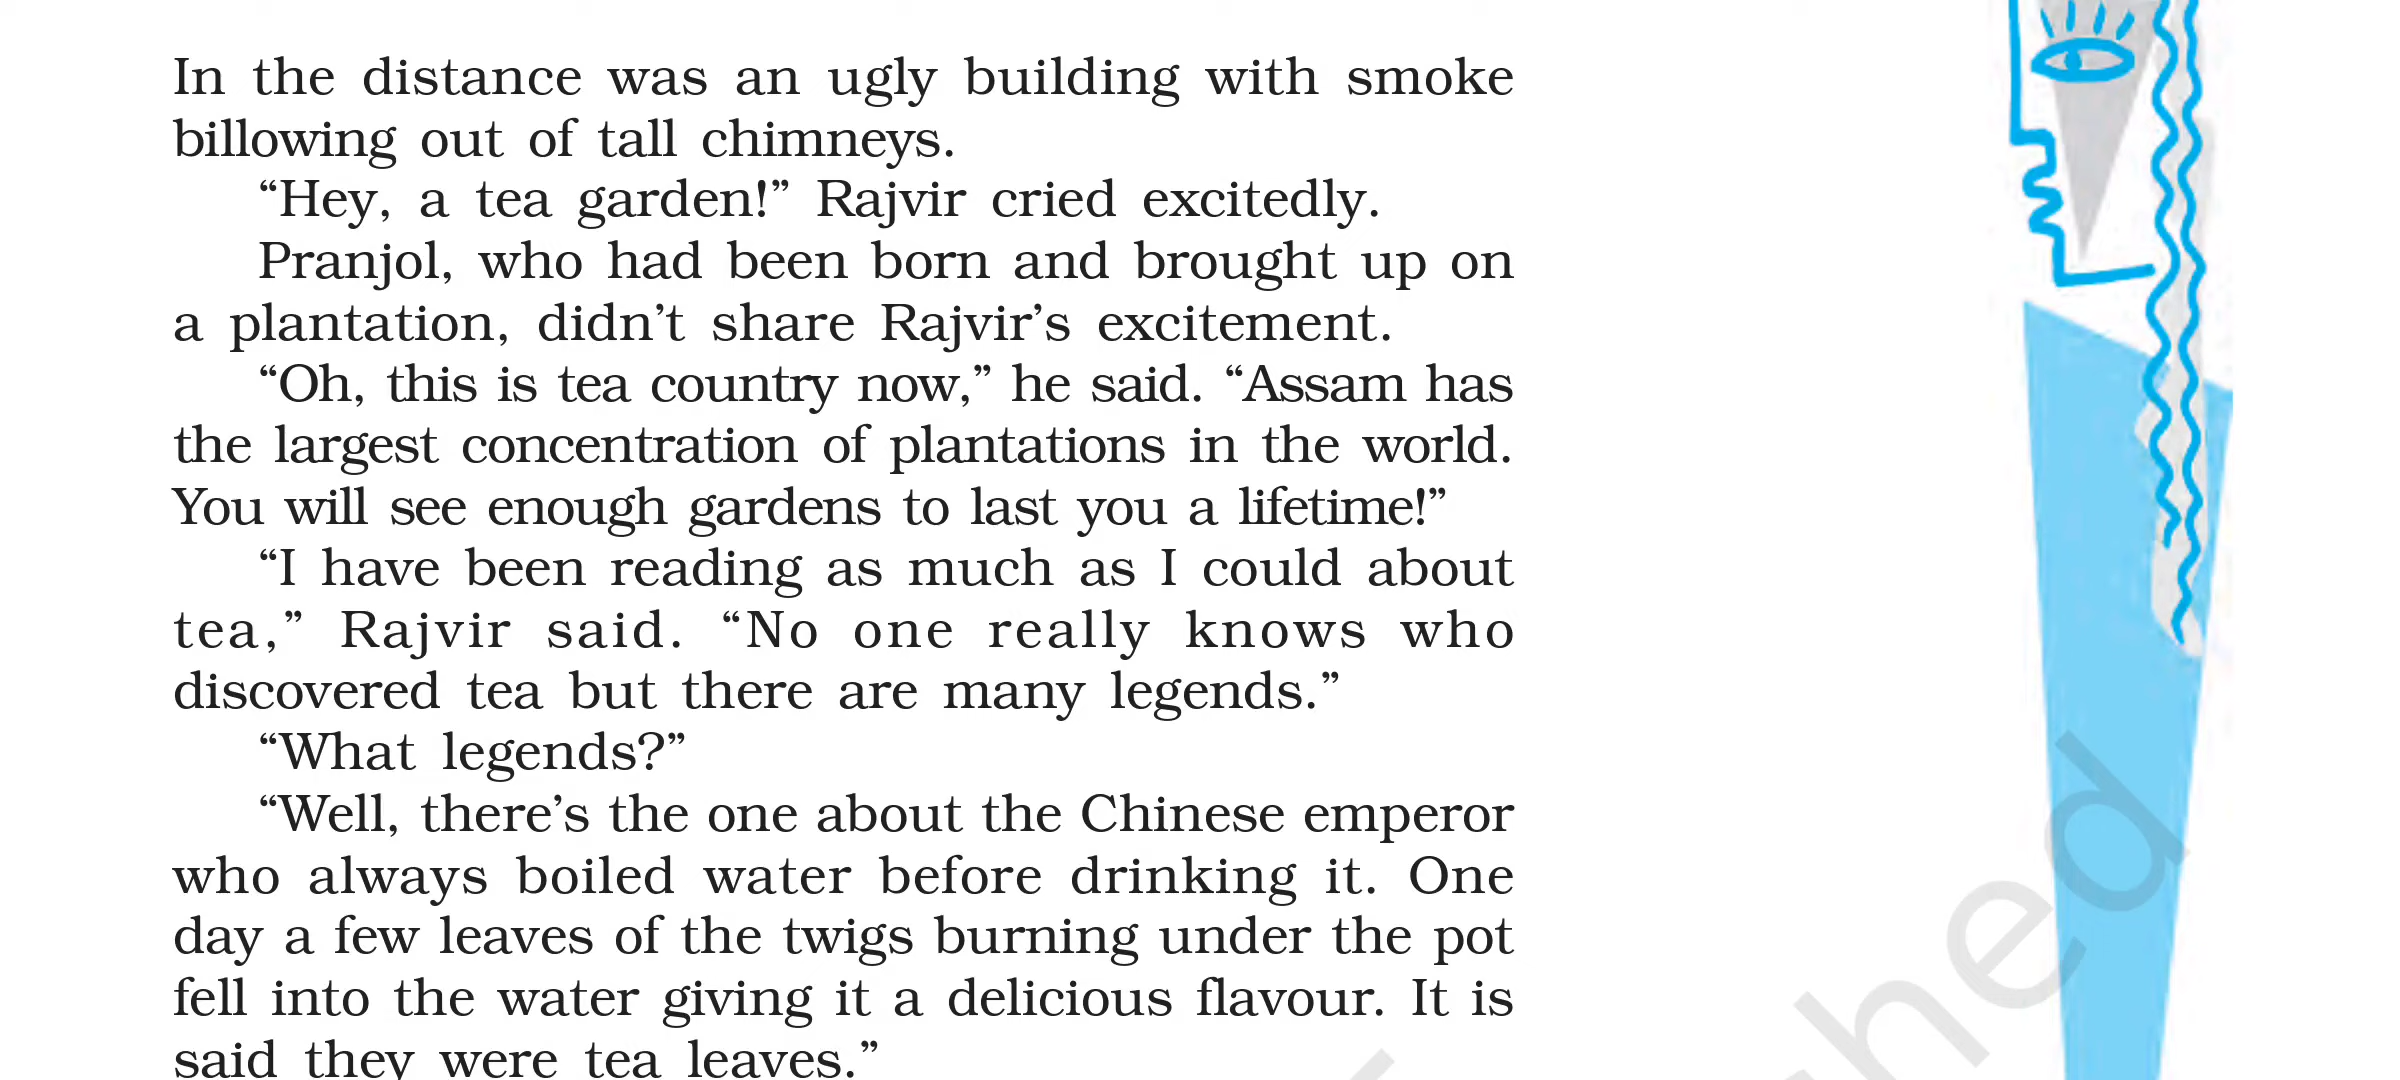 In the distance was an ugly building with smoke
billowing out of tall chimneys.
“Hey, a tea garden!” Rajvir cried excitedly.
Pranjol, who had been born and brought up on
a plantation, didn’t share Rajvir’s excitement.
“Oh, this is tea country now,” he said. “Assam has
the largest concentration of plantations in the world.
You will see enough gardens to last you a lifetime!”
“I have been reading as much as I could about
tea,” Rajvir said. “No one really knows who
discovered tea but there are many legends.”
“What legends?”
“Well, there’s the one about the Chinese emperor
who always boiled water before drinking it. One
day a few leaves of the twigs burning under the pot
fell into the water giving it a delicious flavour. It is
said they were tea leaves.”